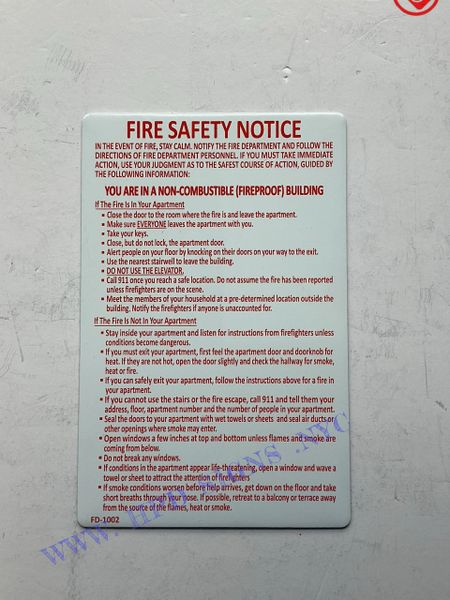 FIRE SAFETY NOTICE
IN THE EVENT OF FIRE, STAY CALM. NOTIFY THE FIRE DEPARTMENT AND FOLLOW THE
DIRECTIONS OF FIRE DEPARTMENT PERSONNEL. IF YOU MUST TAKE IMMEDIATE
ACTION, USE YOUR JUDGMENT AS TO THE SAFEST COURSE OF ACTION, GUIDED BY
THE FOLLOWING INFORMATION:
YOU ARE IN A NON-COMBUSTIBLE (FIREPROOF) BUILDING
If The Fire Is In Your Apartment
▪ Close the door to the room where the fire is and leave the apartment.
▪ Make sure EVERYONE leaves the apartment with you.
▪ Take your keys.
▪ Close, but do not lock, the apartment door.
▪ Alert people on your floor by knocking on their doors on your way to the exit.
▪ Use the nearest stairwell to leave the building.
▪ DO NOT USE THE ELEVATOR.
▪ Call 911 once you reach a safe location. Do not assume the fire has been reported
unless firefighters are on the scene.
▪ Meet the members of your household at a pre-determined location outside the
building. Notify the firefighters if anyone is unaccounted for.
If The Fire Is Not In Your Apartment
▪ Stay inside your apartment and listen for instructions from firefighters unless
conditions become dangerous.
▪ If you must exit your apartment, first feel the apartment door and doorknob for
heat. If they are not hot, open the door slightly and check the hallway for smoke,
heat or fire.
▪ If you can safely exit your apartment, follow the instructions above for a fire in
your apartment.
▪ If you cannot use the stairs or the fire escape, call 911 and tell them your
address, floor, apartment number and the number of people in your apartment.
▪ Seal the doors to your apartment with wet towels or sheets and seal air ducts or
other openings where smoke may enter.
▪ Open windows a few inches at top and bottom unless flames and smoke are
coming from below.
▪ Do not break any windows.
▪ If conditions in the apartment appear life-threatening, open a window and wave a
towel or sheet to attract the attention of firefighters
▪ If smoke conditions worsen before help arrives, get down on the floor and take
short breaths through your nose. If possible, retreat to a balcony or terrace away
from the source of the flames, heat or smoke.
FD-1002
www. HPD SIGNS .NYC